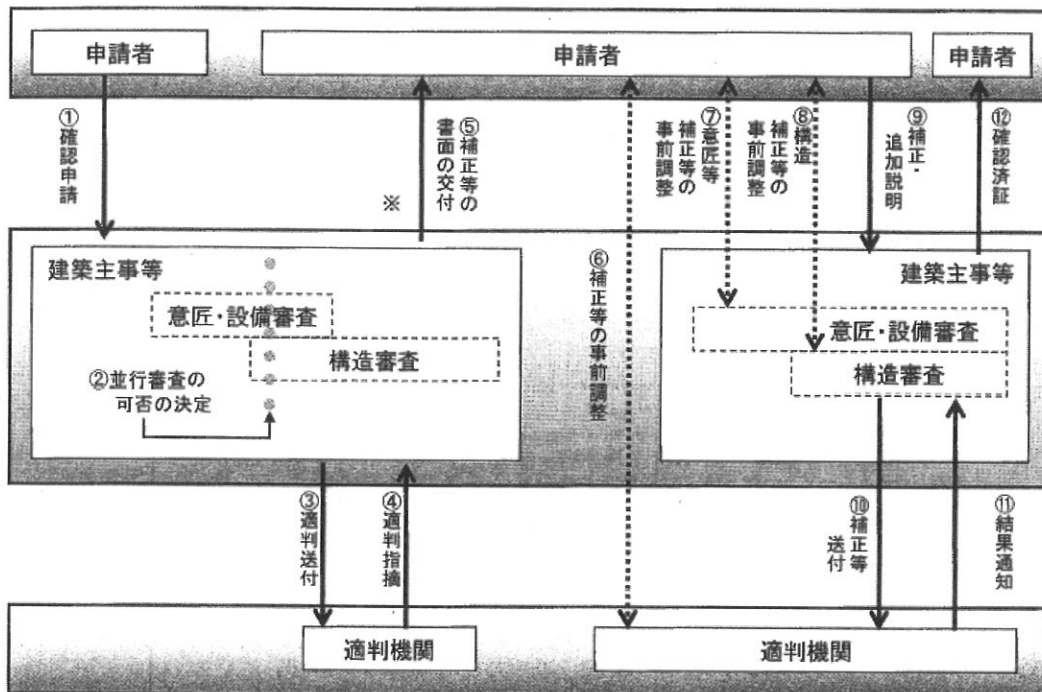 申請者
申請者
申請者
①確認申請
⑤補正等の
書面の交付
※
⑦意匠等
補正等の
事前調整
⑧構造
補正等の
事前調整
⑨補正・
追加説明
⑫確認済証
建築主事等
意匠・設備審査
構造審査
②並行審査の
可否の決定
⑥補正等の事前調整
建築主事等
意匠・設備審査
構造審査
③適判送付
④適判指摘
⑩補正等
送付
⑪結果通知
適判機関
適判機関